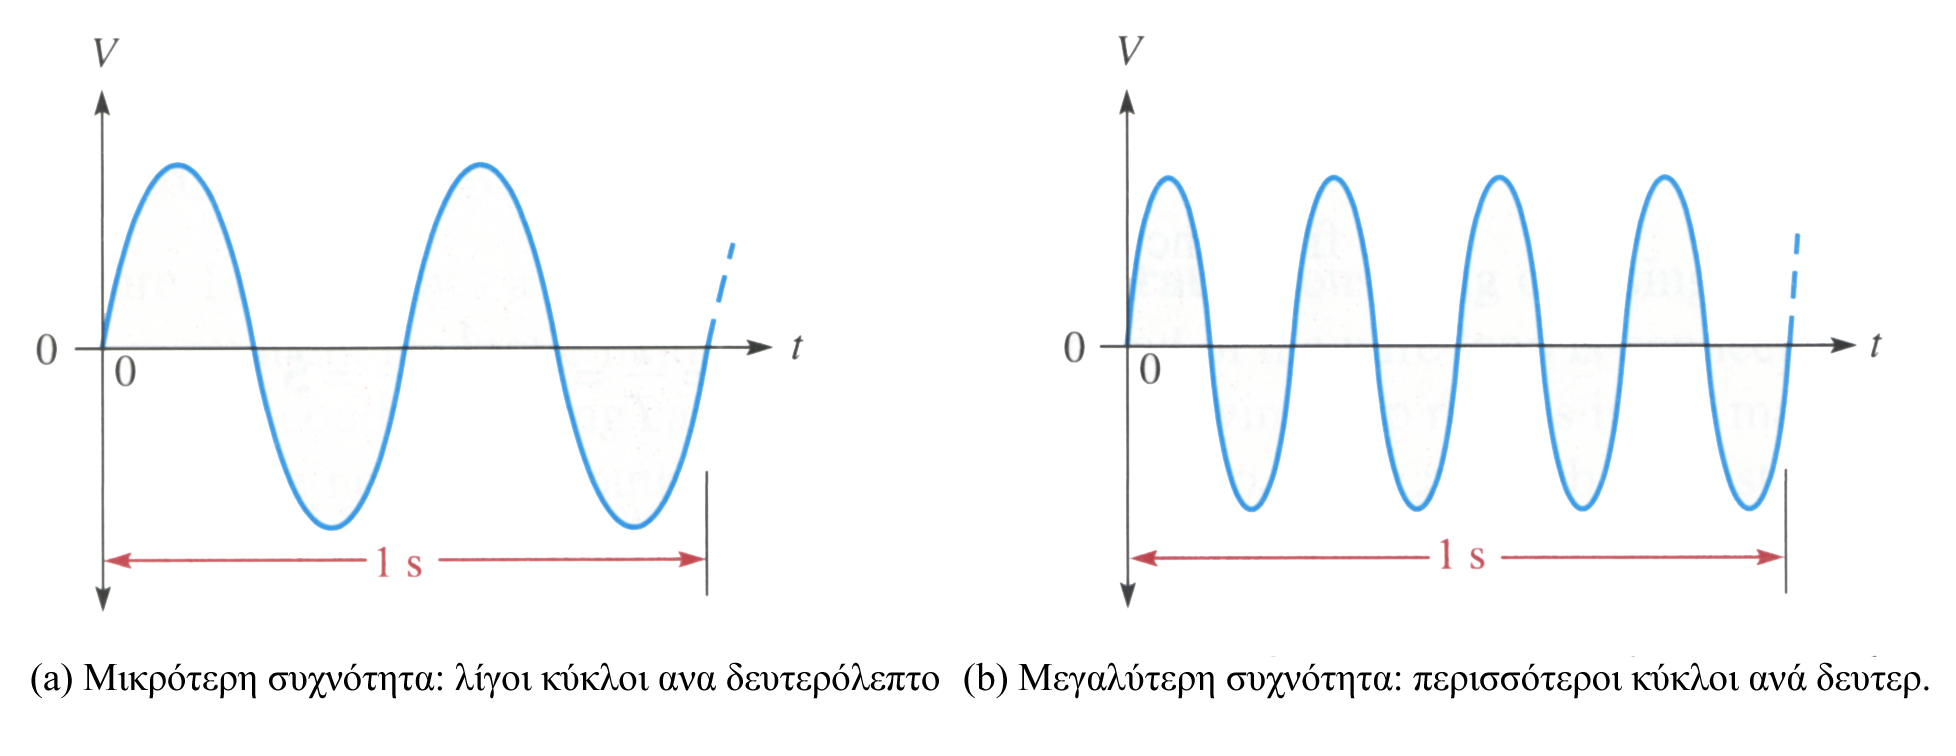 V
0
0
t
1 s
(a) Μικρότερη συχνότητα: λίγοι κύκλοι ανα δευτερόλεπτο
V
0
0
t
1 s
(b) Μεγαλύτερη συχνότητα: περισσότεροι κύκλοι ανά δευτερ.